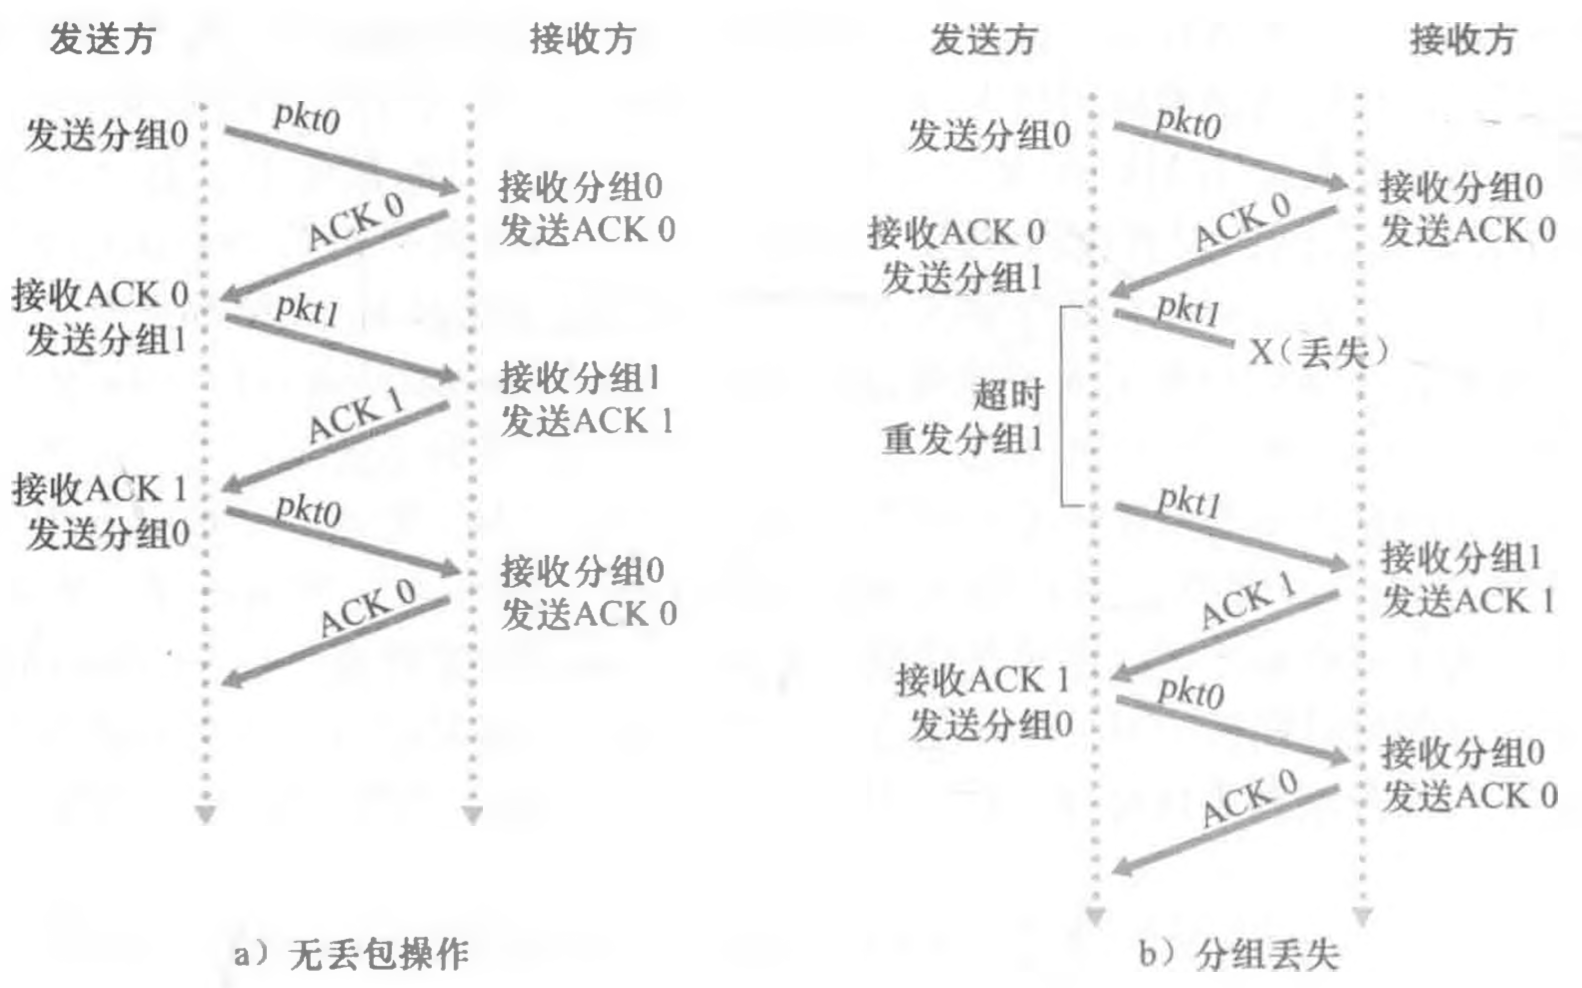 发送方
接收方
发送分组0
pkt0
接收分组0
发送ACK 0
ACK 0
接收ACK 0
发送分组1
pkt1
接收分组1
发送ACK 1
ACK 1
接收ACK 1
发送分组0
pkt0
接收分组0
发送ACK 0
ACK 0
a）无丢包操作
发送方
接收方
发送分组0
pkt0
接收分组0
发送ACK 0
ACK 0
接收ACK 0
发送分组1
pkt1
X（丢失）
超时
重发分组1
pkt1
接收分组1
发送ACK 1
ACK 1
接收ACK 1
发送分组0
pkt0
接收分组0
发送ACK 0
ACK 0
b）分组丢失